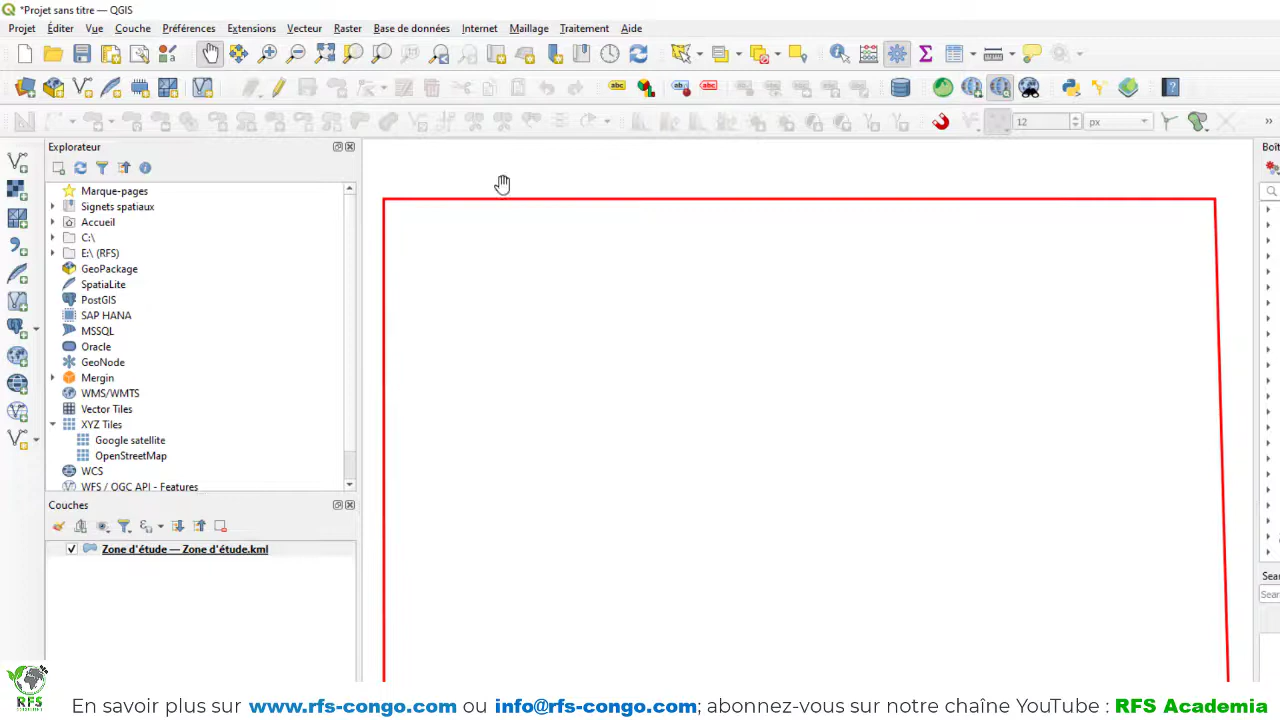 *Projet sans titre — QGIS
Projet Éditer Vue Couche Préférences Extensions Vecteur Raster Base de données Internet Maillage Traitement Aide
abc abc abc
12 px »
Explorateur
Marque-pages
Signets spatiaux
Accueil
C:\
E:\ (RFS)
GeoPackage
SpatiaLite
PostGIS
SAP HANA
MSSQL
Oracle
GeoNode
Mergin
WMS/WMTS
Vector Tiles
XYZ Tiles
Google satellite
OpenStreetMap
WCS
WFS / OGC API - Features
Couches
Zone d'étude — Zone d'étude.kml
Boît
Sear
Sear
RFS
En savoir plus sur www.rfs-congo.com ou info@rfs-congo.com; abonnez-vous sur notre chaîne YouTube : RFS Academia